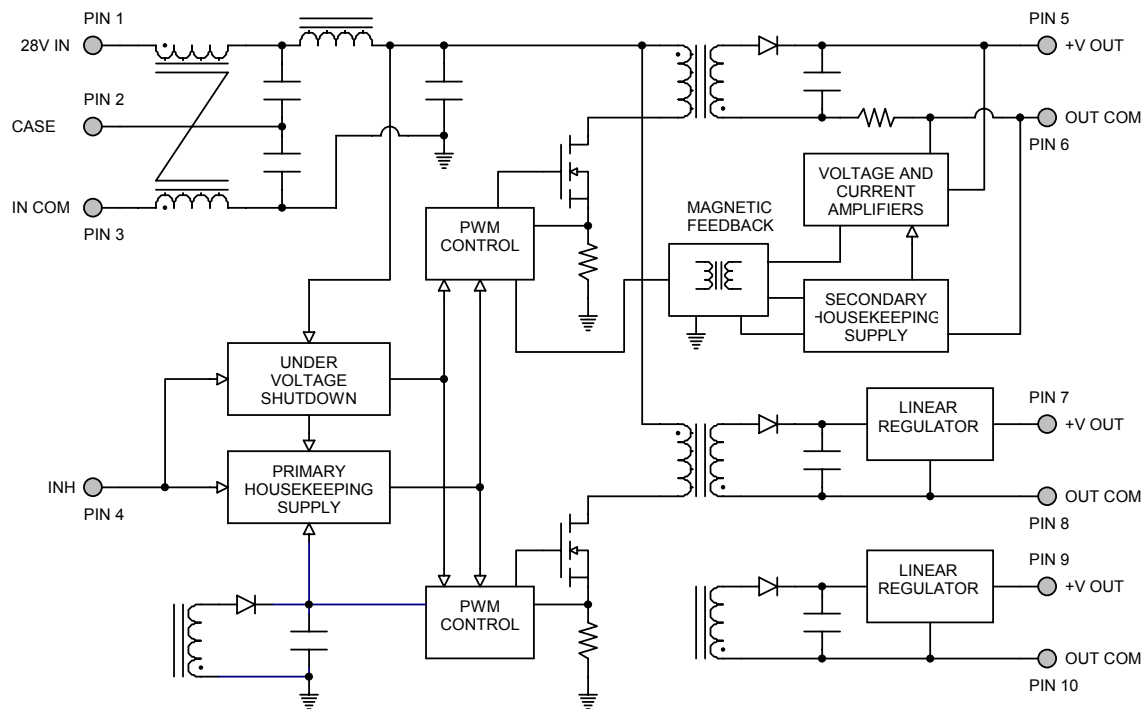 PIN 1
28V IN
PIN 2
CASE
IN COM
PIN 3
PIN 5
+V OUT
OUT COM
PIN 6
VOLTAGE AND
CURRENT
AMPLIFIERS
MAGNETIC
FEEDBACK
PWM
CONTROL
SECONDARY
HOUSEKEEPING
SUPPLY
UNDER
VOLTAGE
SHUTDOWN
PRIMARY
HOUSEKEEPING
SUPPLY
INH
PIN 4
PIN 7
+V OUT
LINEAR
REGULATOR
OUT COM
PIN 8
PIN 9
+V OUT
LINEAR
REGULATOR
OUT COM
PIN 10
PWM
CONTROL